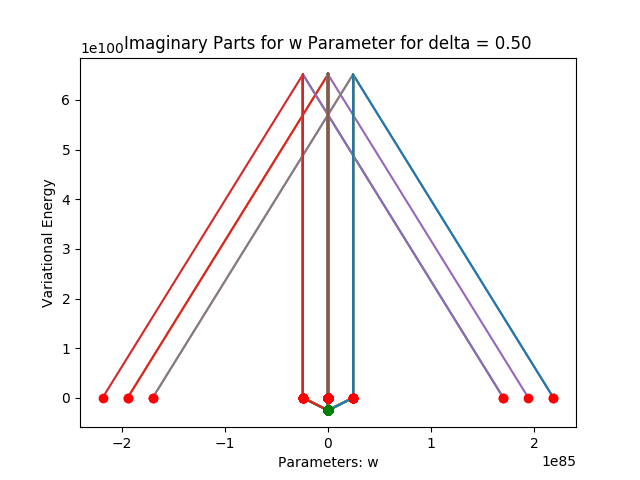 Imaginary Parts for w Parameter for delta = 0.50
1e100
6
5
4
3
2
1
0
Variational Energy
−2 −1 0 1 2
1e85
Parameters: w